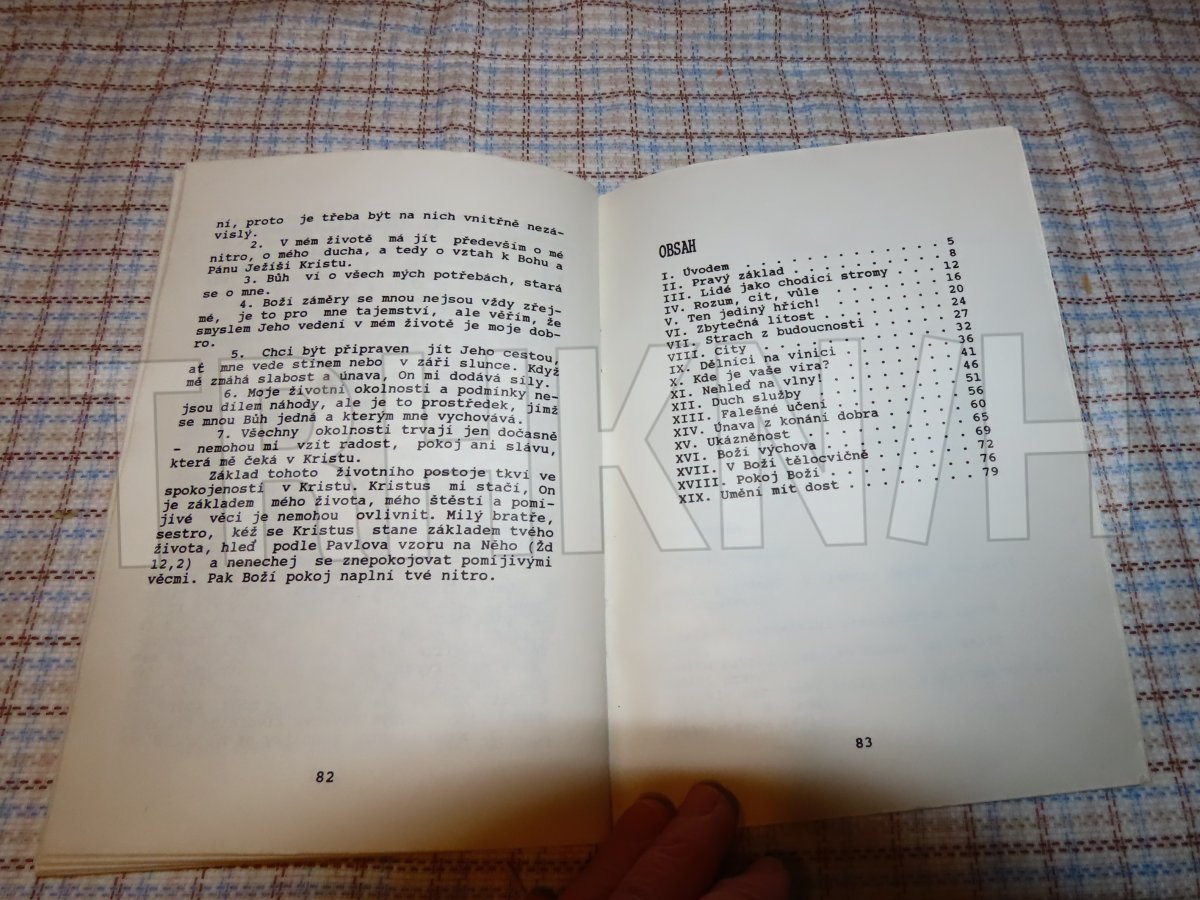 ní, proto je třeba být na nich vnitřně nezá-
vislý.
2. V mém životě má jít především o mé
nitro, o mého ducha, a tedy o vztah k Bohu a
Pánu Ježíši Kristu.
3. Bůh ví o všech mých potřebách, stará
se o mne.
4. Boží záměry se mnou nejsou vždy zřej-
mé, je to pro mne tajemství, ale věřím, že
smyslem Jeho vedení v mém životě je moje dob-
ro.
5. Chci být připraven jít Jeho cestou,
ať mne vede stínem nebo v záři slunce. Když
mě zmáhá slabost a únava, On mi dodává síly.
6. Moje životní okolnosti a podmínky ne-
jsou dílem náhody, ale je to prostředek, jímž
se mnou Bůh jedná a kterým mne vychovává.
7. Všechny okolnosti trvají jen dočasně
- nemohou mi vzít radost, pokoj ani slávu,
která mě čeká v Kristu.
Základ tohoto životního postoje tkví ve
spokojenosti v Kristu. Kristus mi stačí, On
je základem mého života, mého štěstí a pomí-
jivé věci je nemohou ovlivnit. Milý bratře,
sestro, kéž se Kristus stane základem tvého
života, hleď podle Pavlova vzoru na Něho (Žd
12,2) a nenechej se znepokojovat pomíjivými
věcmi. Pak Boží pokoj naplní tvé nitro.
82
OBSAH
I. Úvodem . . . . . . . . . . 5
II. Pravý základ . . . . . . . . 8
III. Lidé jako chodící stromy . . . . 12
IV. Rozum, cit, vůle . . . . . . . 16
V. Ten jediný hřích! . . . . . . . 20
VI. Zbytečná lítost . . . . . . . 24
VII. Strach z budoucnosti . . . . . 27
VIII. City . . . . . . . . . . 32
IX. Dělníci na vinici . . . . . . 36
X. Kde je vaše víra? . . . . . . 41
XI. Nehleď na vlny! . . . . . . . 46
XII. Duch služby . . . . . . . . 51
XIII. Falešné učení . . . . . . . 56
XIV. Únava z konání dobra . . . . . 60
XV. Ukázněnost . . . . . . . . 65
XVI. Boží výchova . . . . . . . 69
XVII. V Boží tělocvičně . . . . . . 72
XVIII. Pokoj Boží . . . . . . . . 76
XIX. Umění mít dost . . . . . . . 79
83